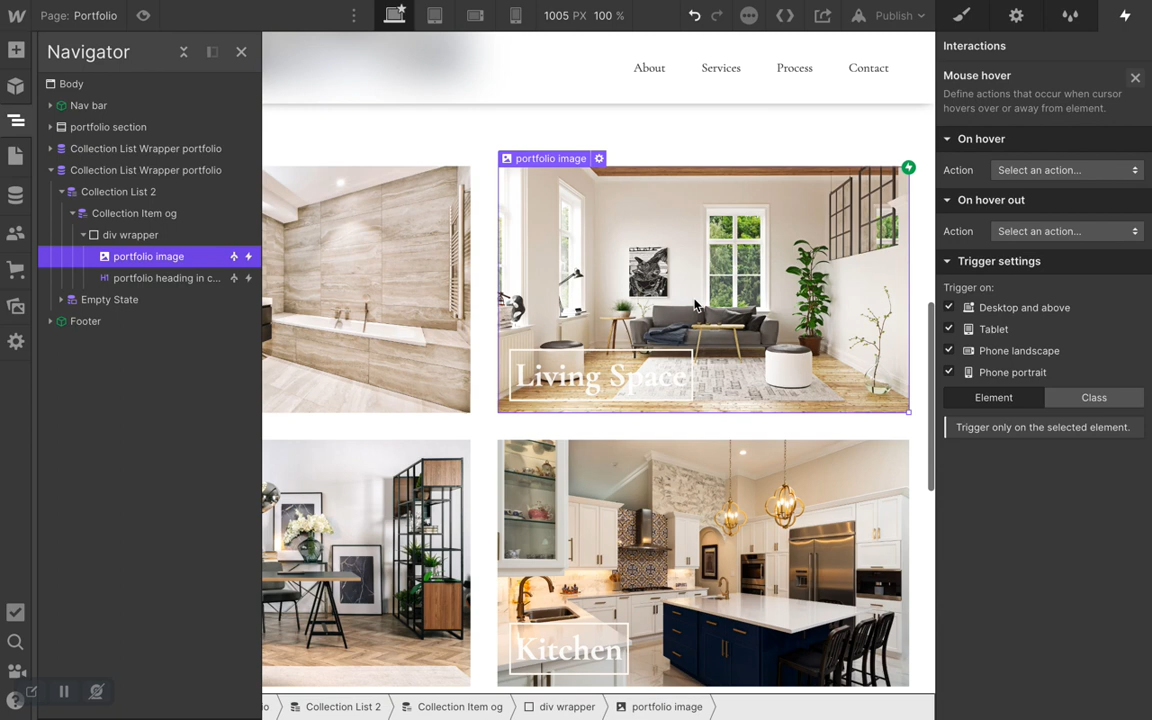 Page: Portfolio
1005 PX 100 %
Publish
Navigator
Body
Nav bar
portfolio section
Collection List Wrapper portfolio
Collection List Wrapper portfolio
Collection List 2
Collection Item og
div wrapper
portfolio image
H1 portfolio heading in c...
Empty State
Footer
About Services Process Contact
portfolio image
Living Space
Kitchen
Collection List 2
Collection Item og
div wrapper
portfolio image
Interactions
Mouse hover
Define actions that occur when cursor
hovers over or away from element.
On hover
Action Select an action...
On hover out
Action Select an action...
Trigger settings
Trigger on:
Desktop and above
Tablet
Phone landscape
Phone portrait
Element Class
Trigger only on the selected element.